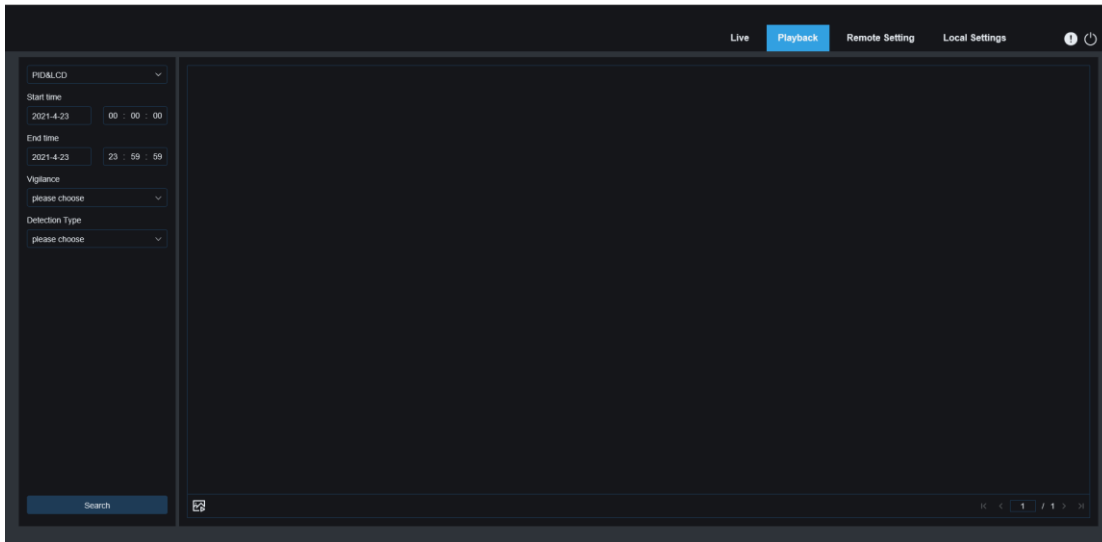 Live Playback Remote Setting Local Settings
PID&LCD
Start time
2021-4-23 00 : 00 : 00
End time
2021-4-23 23 : 59 : 59
Vigilance
please choose
Detection Type
please choose
Search
1 / 1